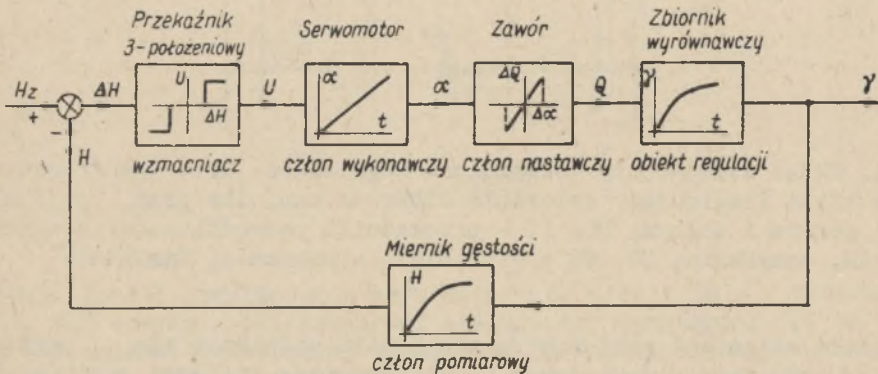 Przekaźnik
3-położeniowy
Serwomotor
Zawór
Zbiornik
wyrównawczy
Hz
+
-
ΔH
U
ΔH
U
α
t
α
ΔQ
Δα
Q
γ
t
γ
H
wzmacniacz
człon wykonawczy
człon nastawczy
obiekt regulacji
Miernik gęstości
H
t
człon pomiarowy